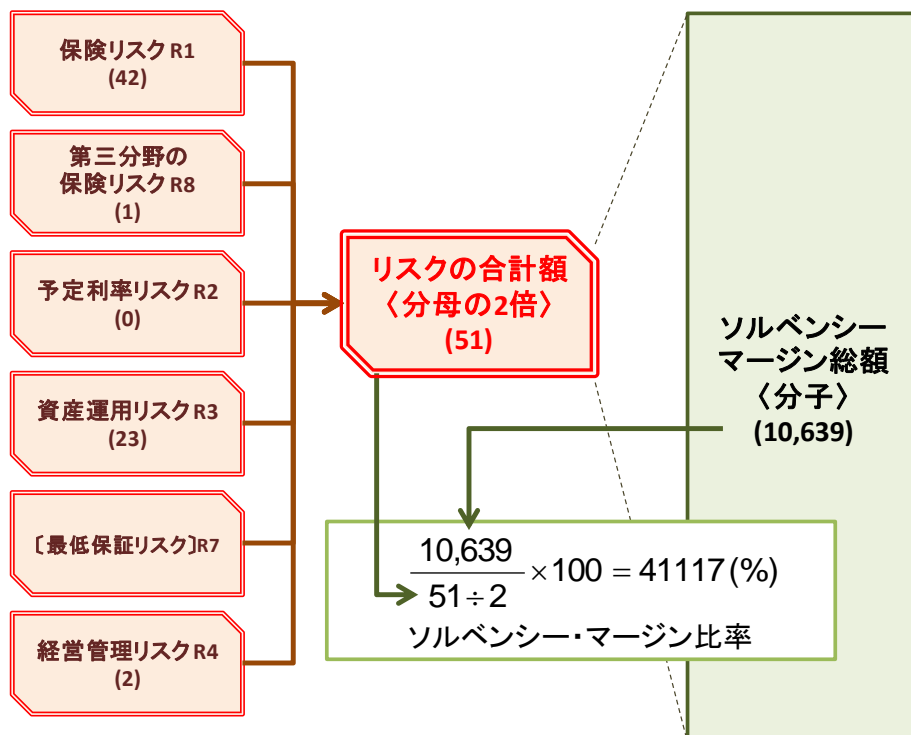 保険リスクR1
(42)
第三分野の
保険リスクR8
(1)
予定利率リスクR2
(0)
資産運用リスクR3
(23)
〔最低保証リスク〕R7
経営管理リスクR4
(2)
リスクの合計額
〈分母の2倍〉
(51)
ソルベンシー
マージン総額
〈分子〉
(10,639)
10,639
51÷2
×100=41117(%)
ソルベンシー・マージン比率